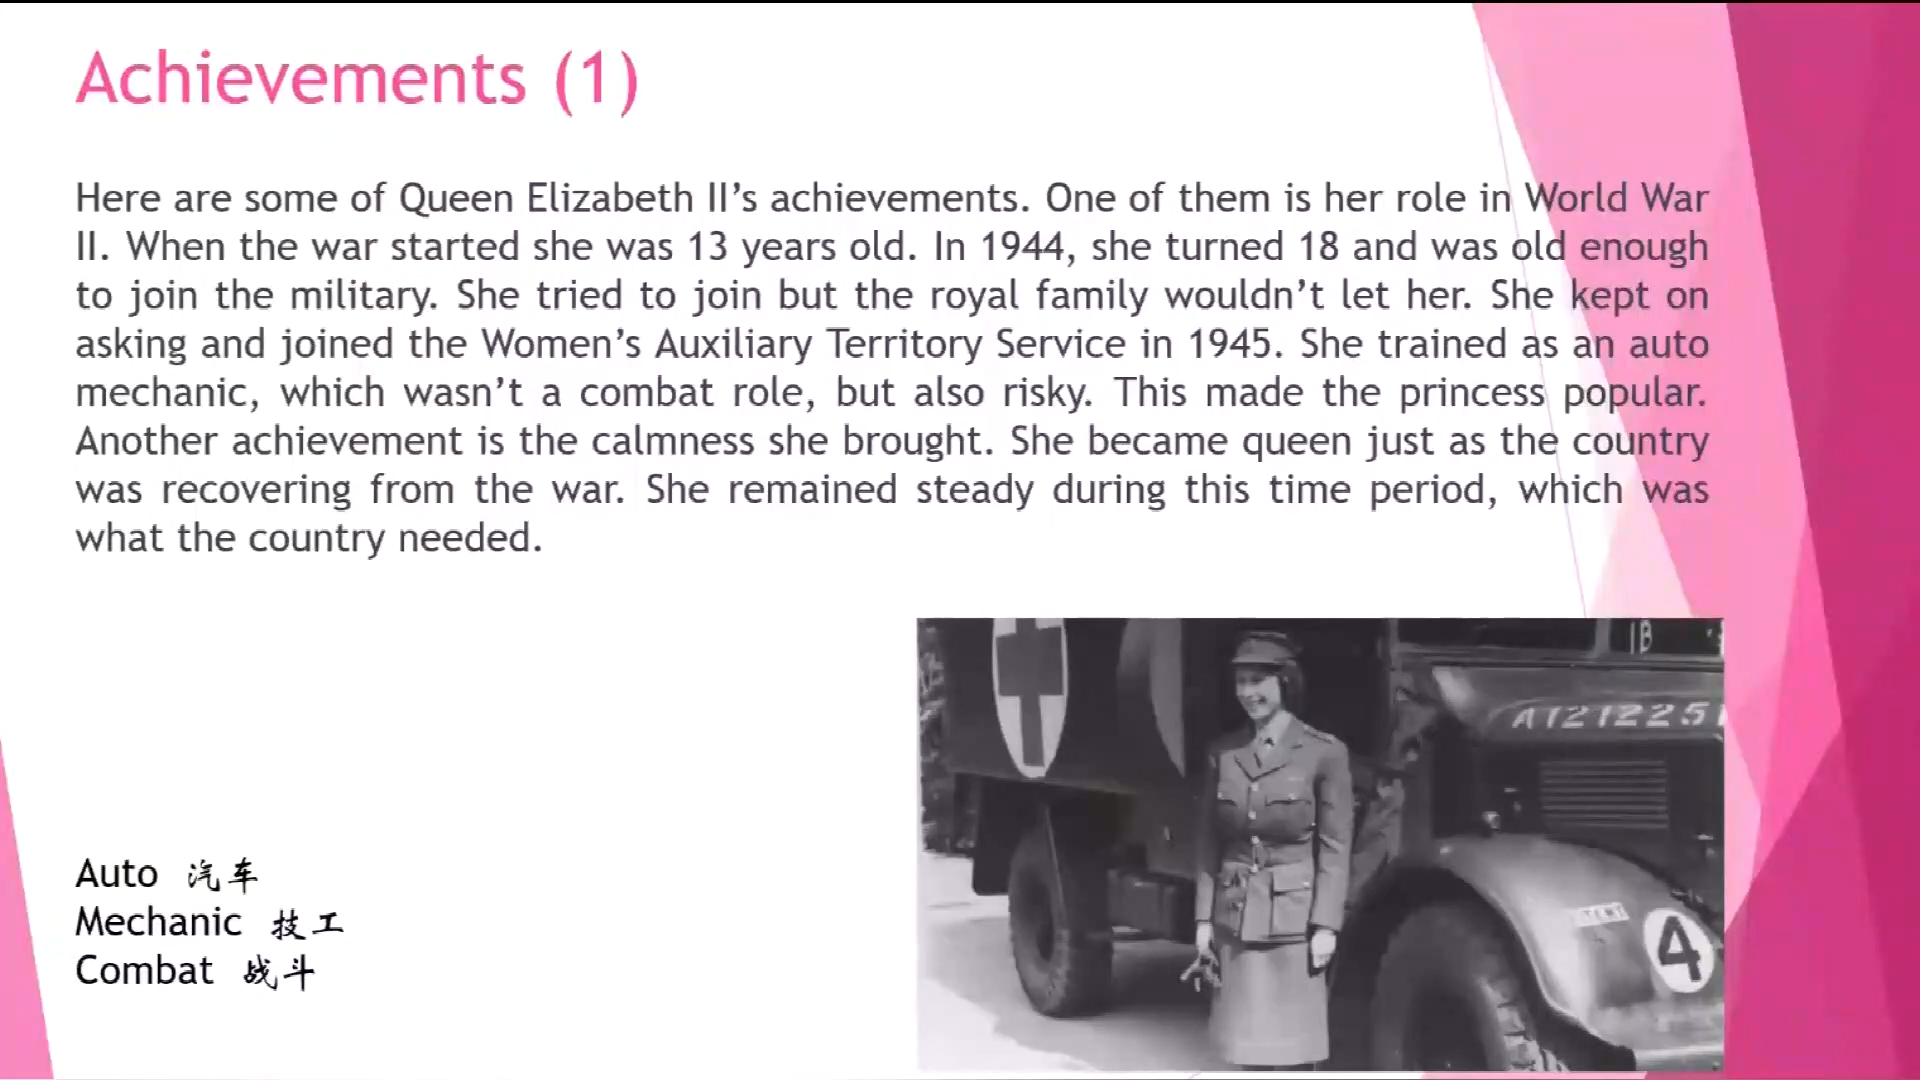 Achievements (1)
Here are some of Queen Elizabeth II’s achievements. One of them is her role in World War
II. When the war started she was 13 years old. In 1944, she turned 18 and was old enough
to join the military. She tried to join but the royal family wouldn’t let her. She kept on
asking and joined the Women’s Auxiliary Territory Service in 1945. She trained as an auto
mechanic, which wasn’t a combat role, but also risky. This made the princess popular.
Another achievement is the calmness she brought. She became queen just as the country
was recovering from the war. She remained steady during this time period, which was
what the country needed.
1B
A1212251
4
Auto 汽车
Mechanic 技工
Combat 战斗